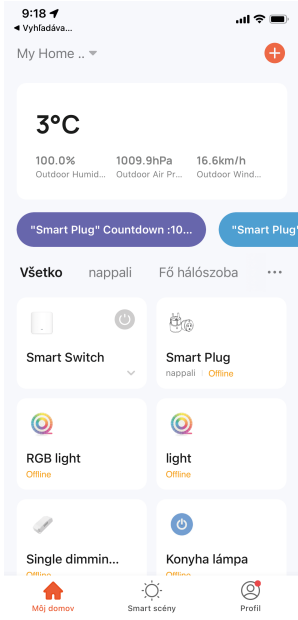 9:18
Vyhľadáva...
My Home ..
3°C
100.0% 1009.9hPa 16.6km/h
Outdoor Humid... Outdoor Air Pr... Outdoor Wind...
"Smart Plug" Countdown :10... "Smart Plug"
Všetko nappali Fő hálószoba ...
Smart Switch
Smart Plug
nappali | Offline
RGB light
Offline
light
Offline
Single dimmin...
Offline
Konyha lámpa
Offline
Môj domov Smart scény Profil